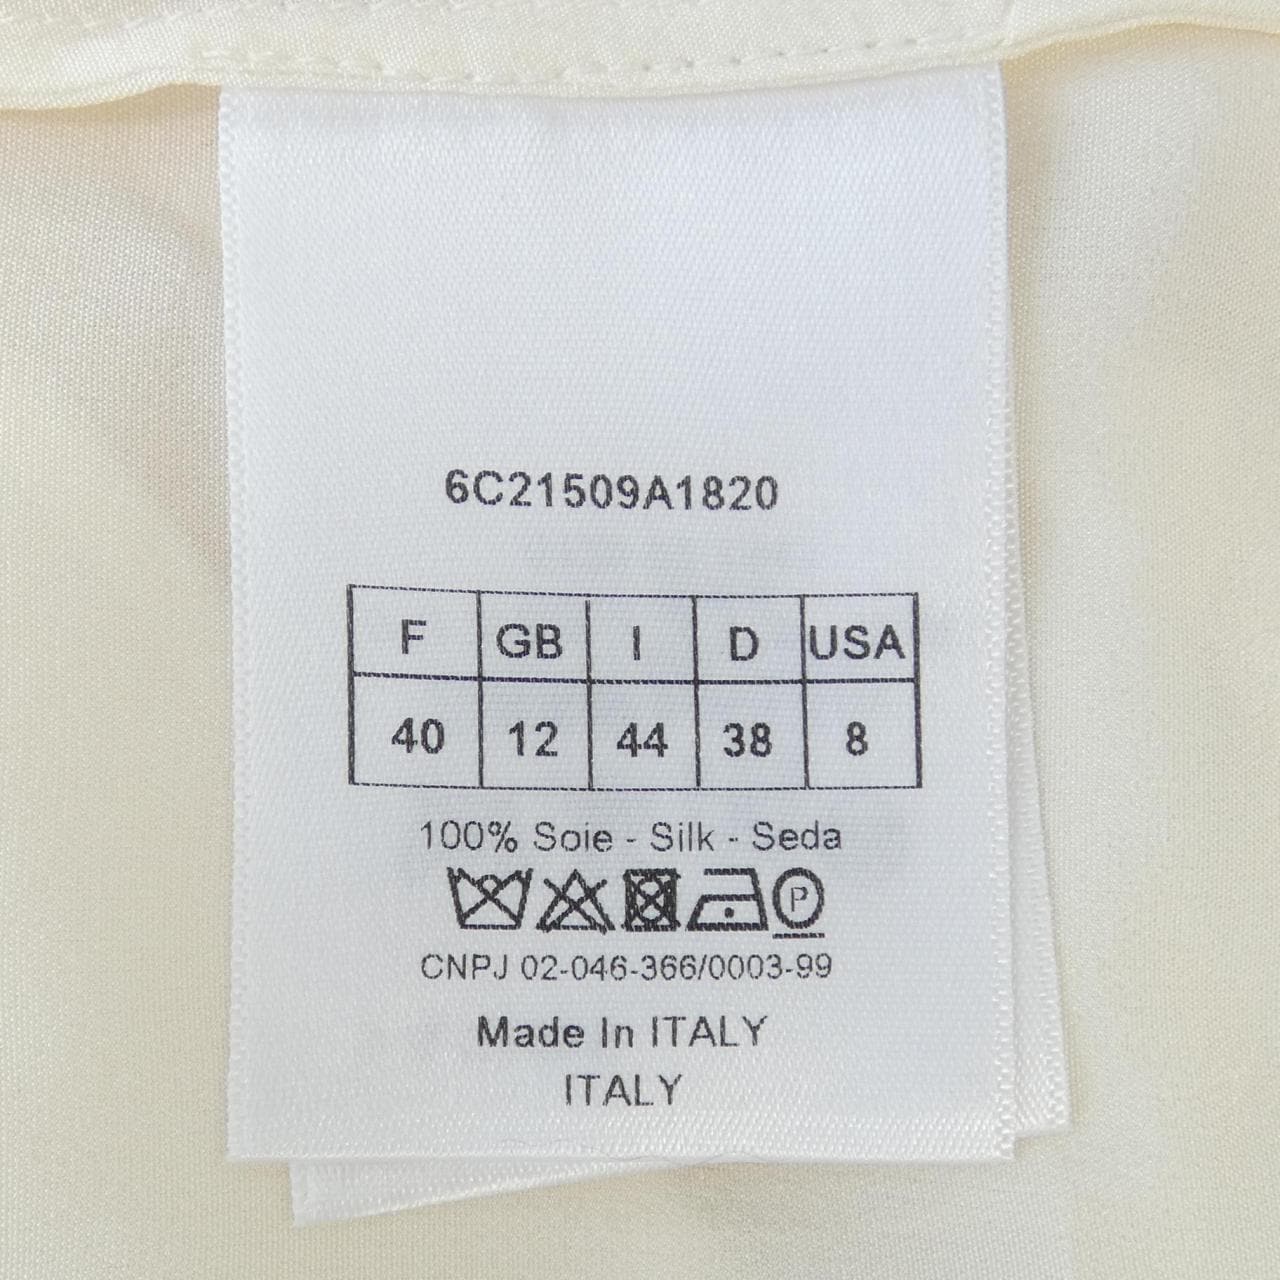 6C21509A1820
F GB I D USA
40 12 44 38 8
100% Soie - Silk - Seda
P
CNPJ 02-046-366/0003-99
Made In ITALY
ITALY